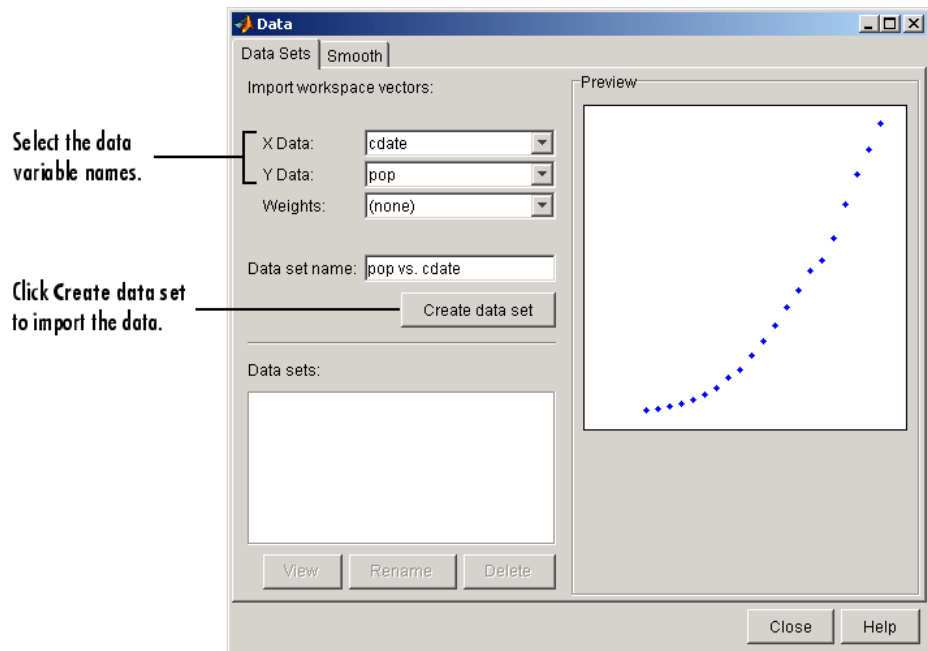 Data
Data Sets
Smooth
Import workspace vectors:
Preview
Select the data
variable names.
X Data:
cdate
Y Data:
pop
Weights:
(none)
Data set name:
pop vs. cdate
Click Create data set
to import the data.
Create data set
Data sets:
View
Rename
Delete
Close
Help